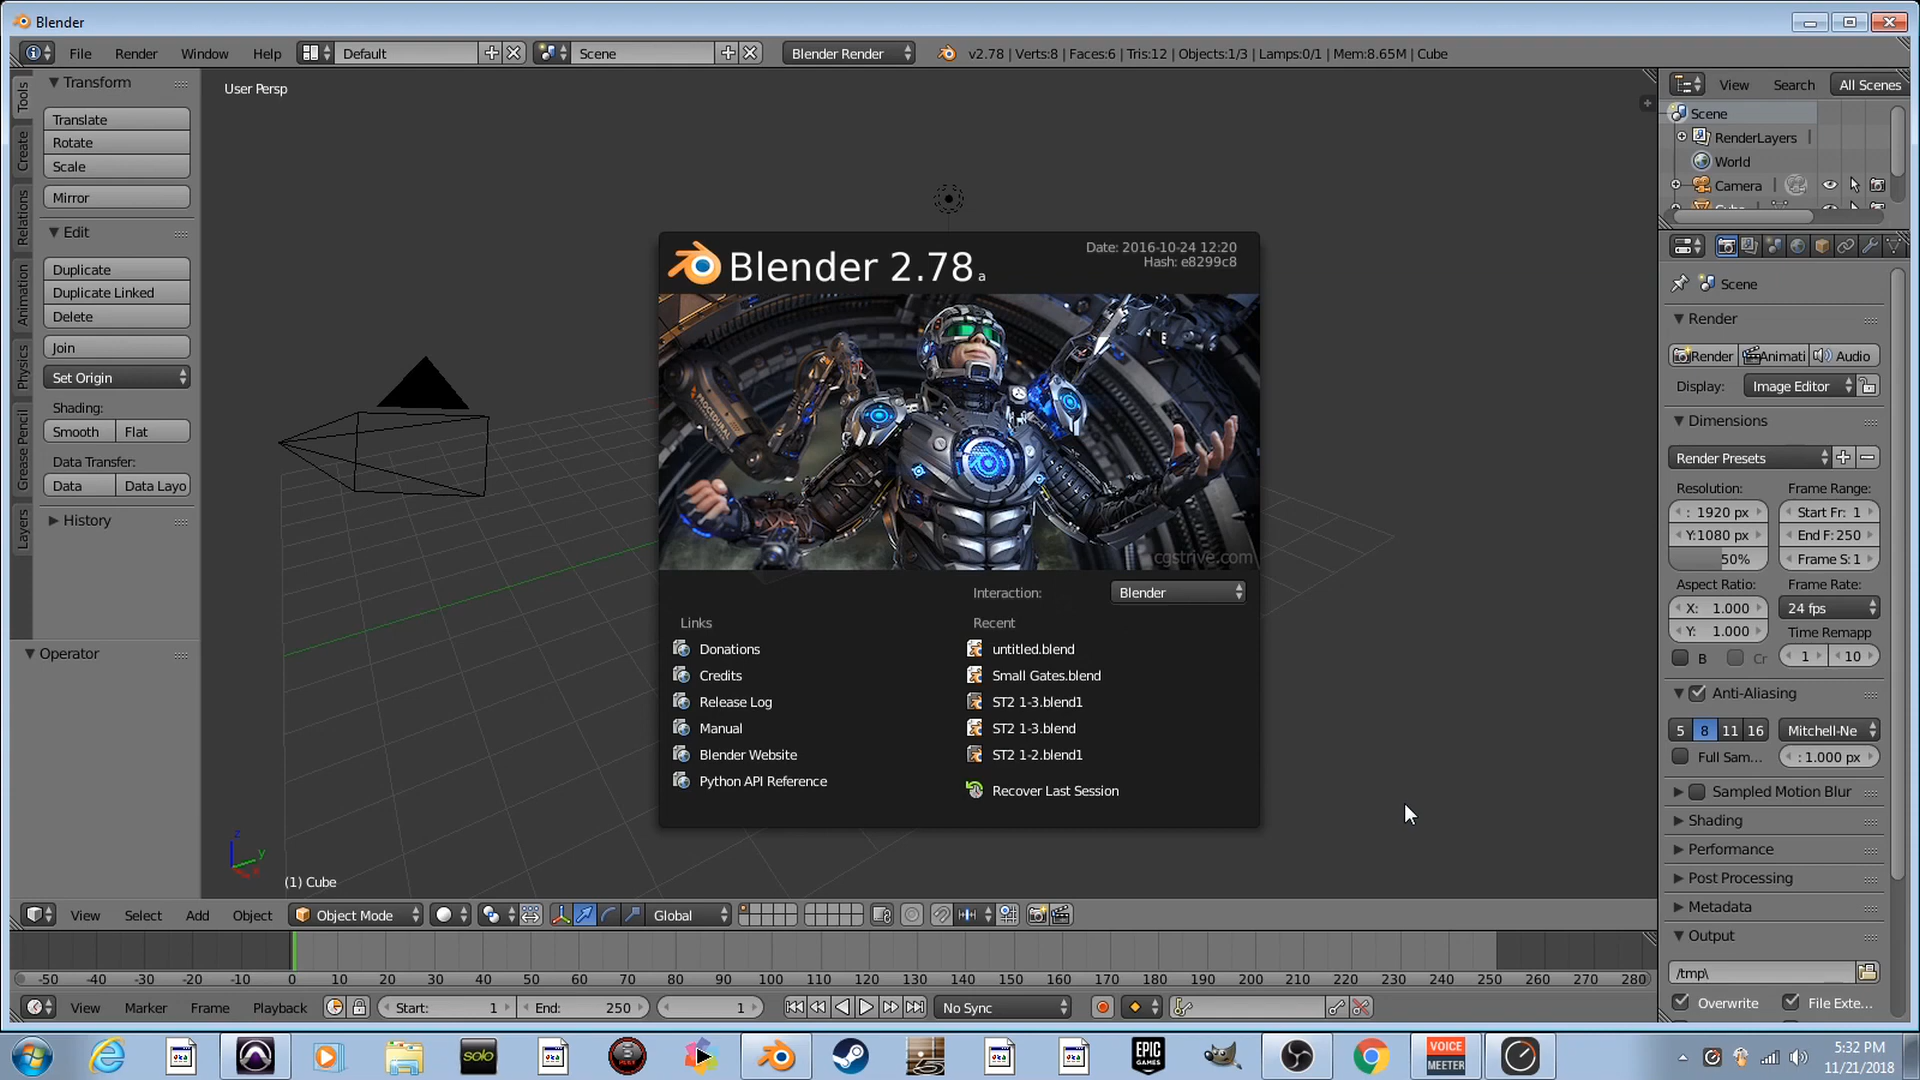 Blender
File Render Window Help Default Scene Blender Render v2.78 | Verts:8 | Faces:6 | Tris:12 | Objects:1/3 | Lamps:0/1 | Mem:8.65M | Cube
Tools
Create
Relations
Animation
Physics
Grease Pencil
Layers
Transform
Translate
Rotate
Scale
Mirror
Edit
Duplicate
Duplicate Linked
Delete
Join
Set Origin
Shading:
Smooth Flat
Data Transfer:
Data Data Layo
History
Operator
User Persp
Blender 2.78 a
Date: 2016-10-24 12:20
Hash: e8299c8
cgstrive.com
Interaction: Blender
Links
Donations
Credits
Release Log
Manual
Blender Website
Python API Reference
Recent
untitled.blend
Small Gates.blend
ST2 1-3.blend1
ST2 1-3.blend
ST2 1-2.blend1
Recover Last Session
z
y
(1) Cube
View Search All Scenes
Scene
RenderLayers
World
Camera
Scene
Render
Render Animati Audio
Display: Image Editor
Dimensions
Render Presets
Resolution: Frame Range:
: 1920 px Start Fr: 1
Y:1080 px End F: 250
50% Frame S: 1
Aspect Ratio: Frame Rate:
X: 1.000 24 fps
Y: 1.000 Time Remapp
B Cr 1 10
Anti-Aliasing
5 8 11 16 Mitchell-Ne
Full Sam... : 1.000 px
Sampled Motion Blur
Shading
Performance
Post Processing
Metadata
Output
/tmp\
Overwrite File Exte...
View Select Add Object Object Mode Global
-50 -40 -30 -20 -10 0 10 20 30 40 50 60 70 80 90 100 110 120 130 140 150 160 170 180 190 200 210 220 230 240 250 260 270 280
View Marker Frame Playback Start: 1 End: 250 1 No Sync
solo
EPIC GAMES
VOICE MEETER
5:32 PM
11/21/2018